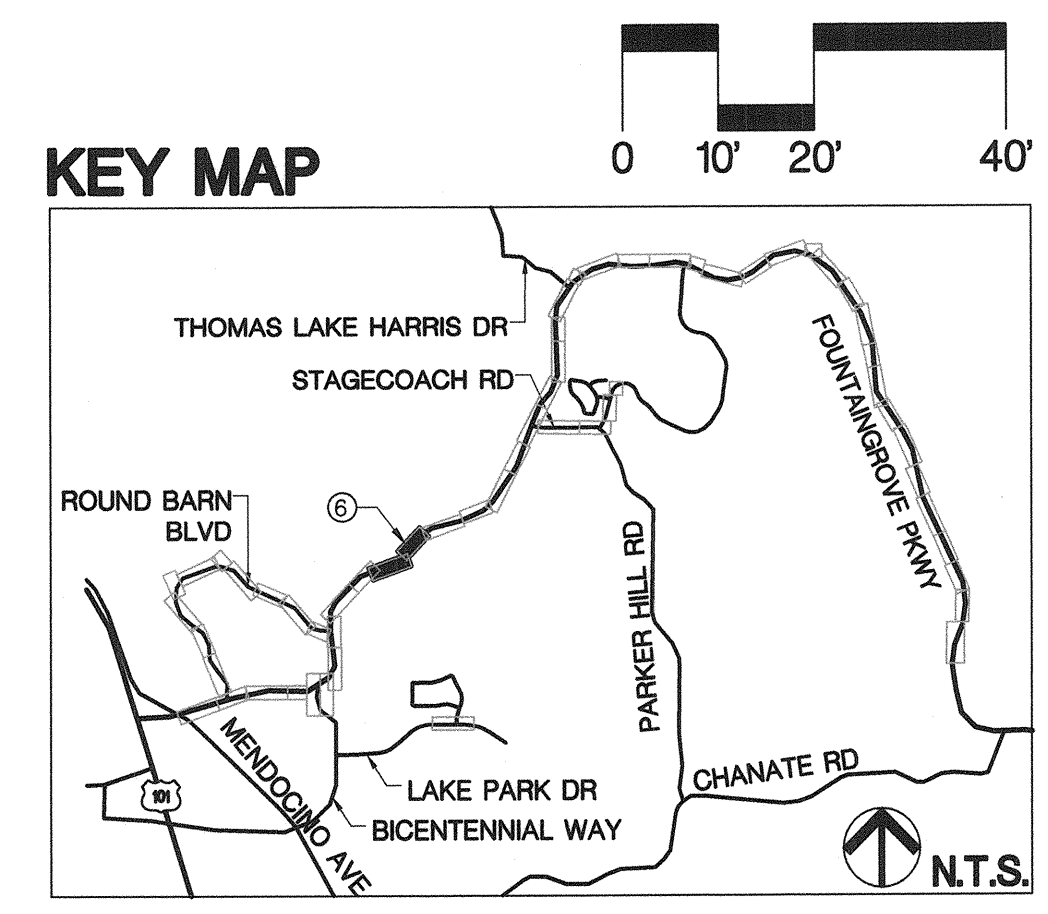 0 10' 20' 40'
KEY MAP
THOMAS LAKE HARRIS DR
STAGECOACH RD
FOUNTAINGROVE PKWY
ROUND BARN
BLVD
6
PARKER HILL RD
MENDOCINO AVE
101
LAKE PARK DR
CHANATE RD
BICENTENNIAL WAY
N.T.S.